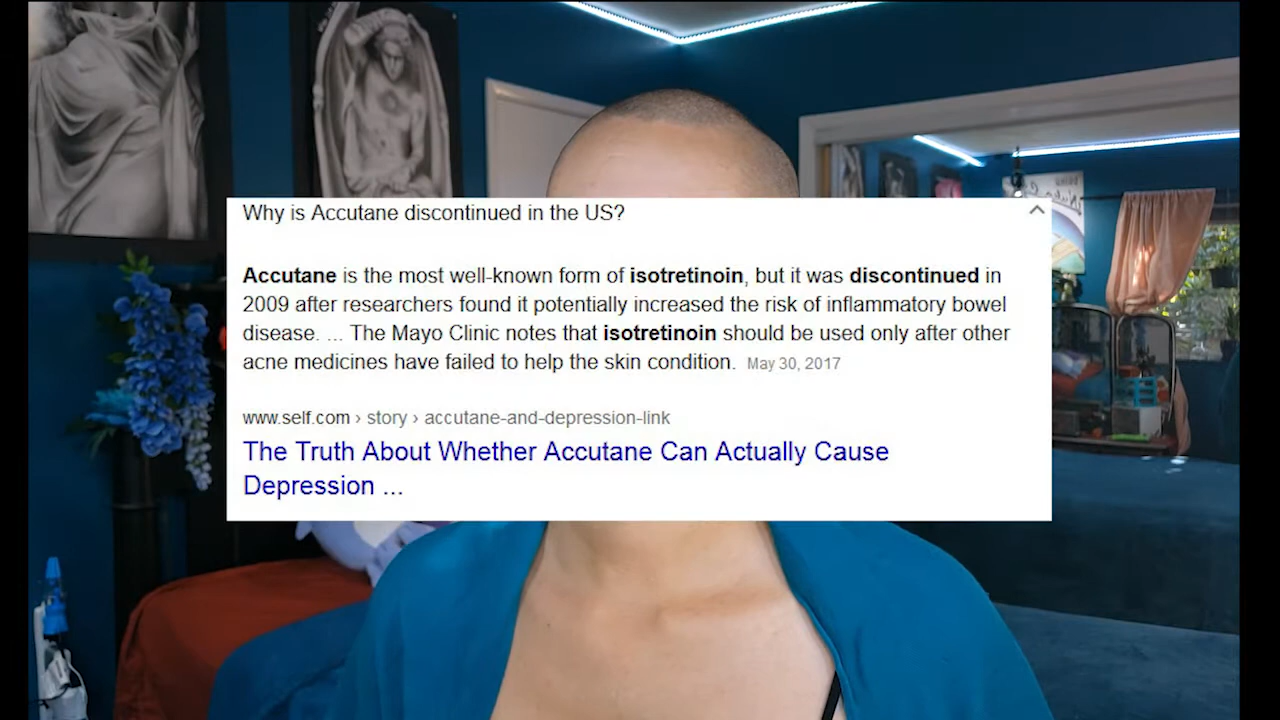 Why is Accutane discontinued in the US?
Accutane is the most well-known form of isotretinoin, but it was discontinued in
2009 after researchers found it potentially increased the risk of inflammatory bowel
disease. ... The Mayo Clinic notes that isotretinoin should be used only after other
acne medicines have failed to help the skin condition. May 30, 2017
www.self.com › story › accutane-and-depression-link
The Truth About Whether Accutane Can Actually Cause
Depression ...